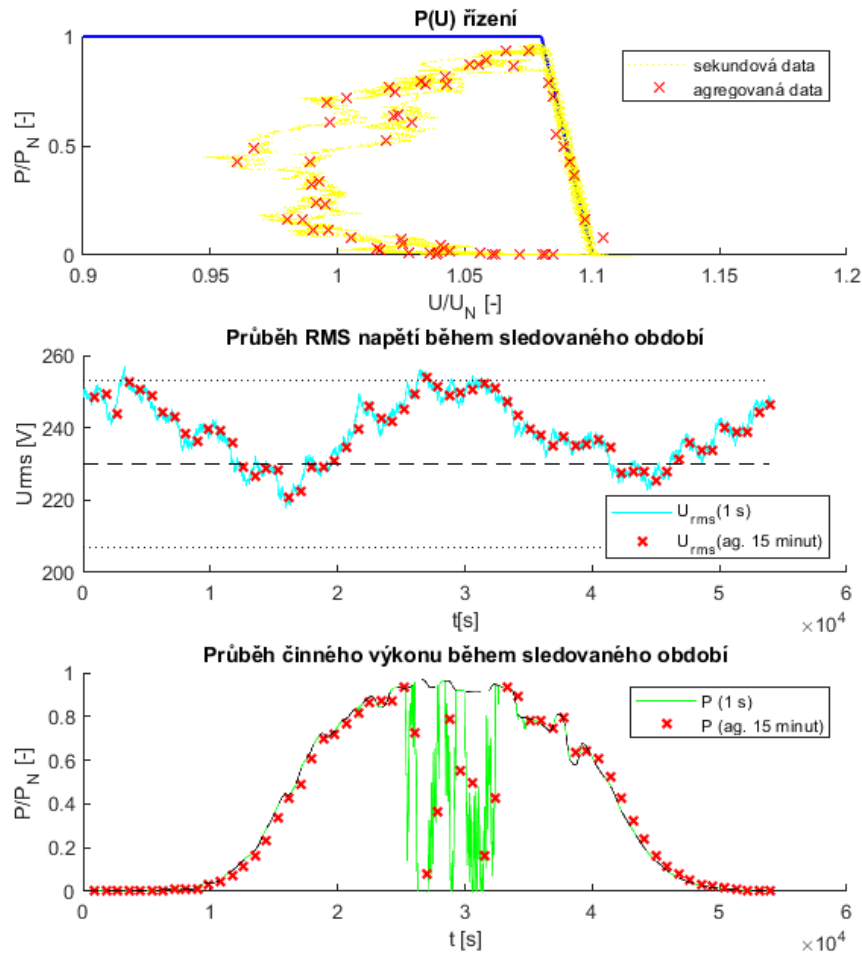 P(U) řízení
1
0.5
0
P/P_N [-]
sekundová data
agregovaná data
0.9 0.95 1 1.05 1.1 1.15 1.2
U/U_N [-]
Průběh RMS napětí během sledovaného období
260
240
220
200
Urms [V]
U_rms(1 s)
U_rms(ag. 15 minut)
0 1 2 3 4 5 6
t[s]
×10^4
Průběh činného výkonu během sledovaného období
1
0.8
0.6
0.4
0.2
0
P/P_N [-]
P (1 s)
P (ag. 15 minut)
0 1 2 3 4 5 6
t [s]
×10^4